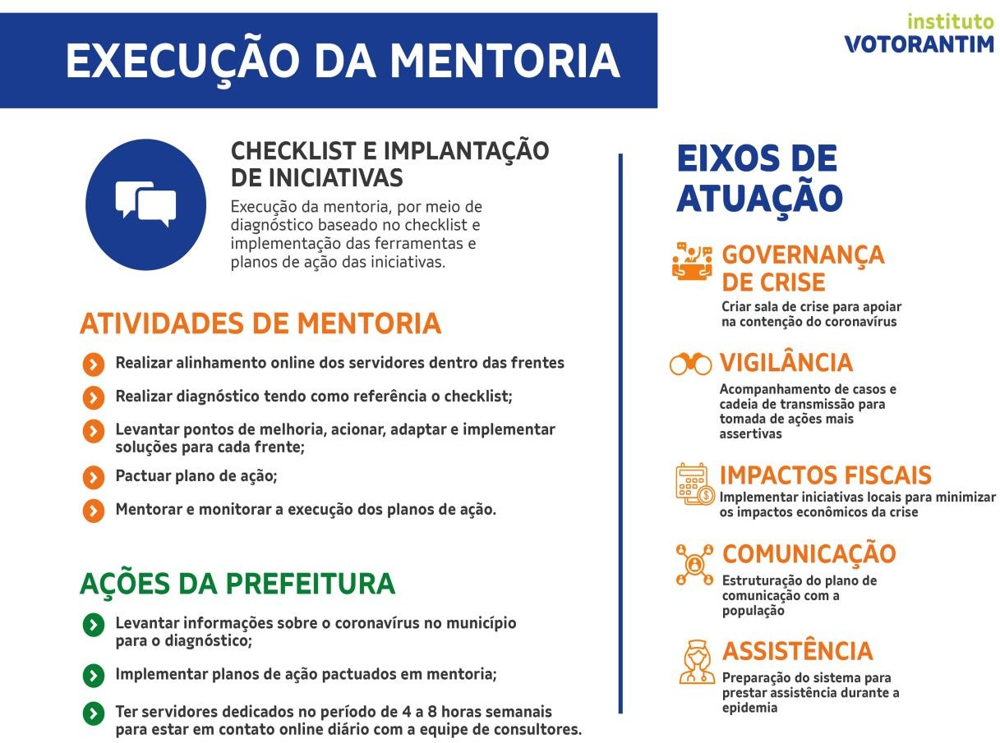 instituto
VOTORANTIM
EXECUÇÃO DA MENTORIA
CHECKLIST E IMPLANTAÇÃO
DE INICIATIVAS
Execução da mentoria, por meio de
diagnóstico baseado no checklist e
implementação das ferramentas e
planos de ação das iniciativas.
ATIVIDADES DE MENTORIA
Realizar alinhamento online dos servidores dentro das frentes
Realizar diagnóstico tendo como referência o checklist;
Levantar pontos de melhoria, acionar, adaptar e implementar
soluções para cada frente;
Pactuar plano de ação;
Mentorar e monitorar a execução dos planos de ação.
AÇÕES DA PREFEITURA
Levantar informações sobre o coronavírus no município
para o diagnóstico;
Implementar planos de ação pactuados em mentoria;
Ter servidores dedicados no período de 4 a 8 horas semanais
para estar em contato online diário com a equipe de consultores.
EIXOS DE
ATUAÇÃO
GOVERNANÇA
DE CRISE
Criar sala de crise para apoiar
na contenção do coronavírus
VIGILÂNCIA
Acompanhamento de casos e
cadeia de transmissão para
tomada de ações mais
assertivas
IMPACTOS FISCAIS
Implementar iniciativas locais para minimizar
os impactos econômicos da crise
COMUNICAÇÃO
Estruturação do plano de
comunicação com a
população
ASSISTÊNCIA
Preparação do sistema para
prestar assistência durante a
epidemia